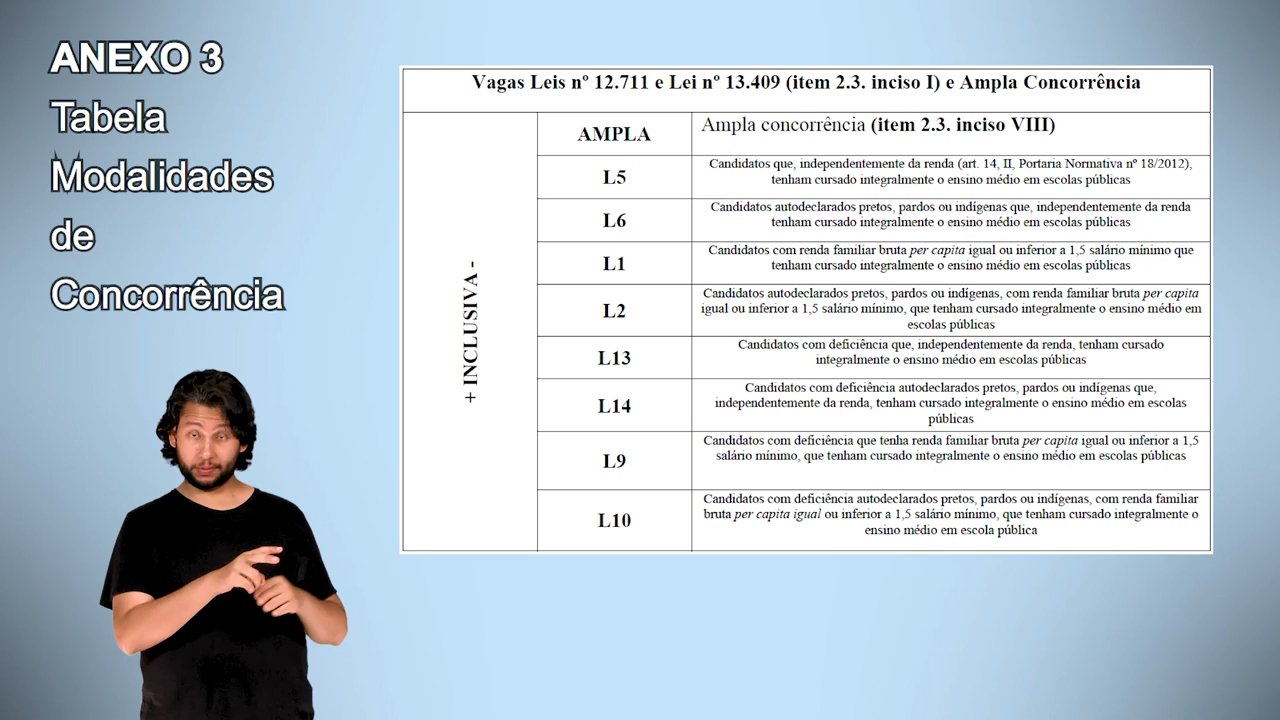 ANEXO 3
Tabela
Modalidades
de
Concorrência
Vagas Leis nº 12.711 e Lei nº 13.409 (item 2.3. inciso I) e Ampla Concorrência
+ INCLUSIVA -
AMPLA
Ampla concorrência (item 2.3. inciso VIII)
L5
Candidatos que, independentemente da renda (art. 14, II, Portaria Normativa nº 18/2012),
tenham cursado integralmente o ensino médio em escolas públicas
L6
Candidatos autodeclarados pretos, pardos ou indígenas que, independentemente da renda
tenham cursado integralmente o ensino médio em escolas públicas
L1
Candidatos com renda familiar bruta per capita igual ou inferior a 1,5 salário mínimo que
tenham cursado integralmente o ensino médio em escolas públicas
L2
Candidatos autodeclarados pretos, pardos ou indígenas, com renda familiar bruta per capita
igual ou inferior a 1,5 salário mínimo, que tenham cursado integralmente o ensino médio em
escolas públicas
L13
Candidatos com deficiência que, independentemente da renda, tenham cursado
integralmente o ensino médio em escolas públicas
L14
Candidatos com deficiência autodeclarados pretos, pardos ou indígenas que,
independentemente da renda, tenham cursado integralmente o ensino médio em escolas
públicas
L9
Candidatos com deficiência que tenha renda familiar bruta per capita igual ou inferior a 1,5
salário mínimo, que tenham cursado integralmente o ensino médio em escolas públicas
L10
Candidatos com deficiência autodeclarados pretos, pardos ou indígenas, com renda familiar
bruta per capita igual ou inferior a 1,5 salário mínimo, que tenham cursado integralmente o
ensino médio em escola pública